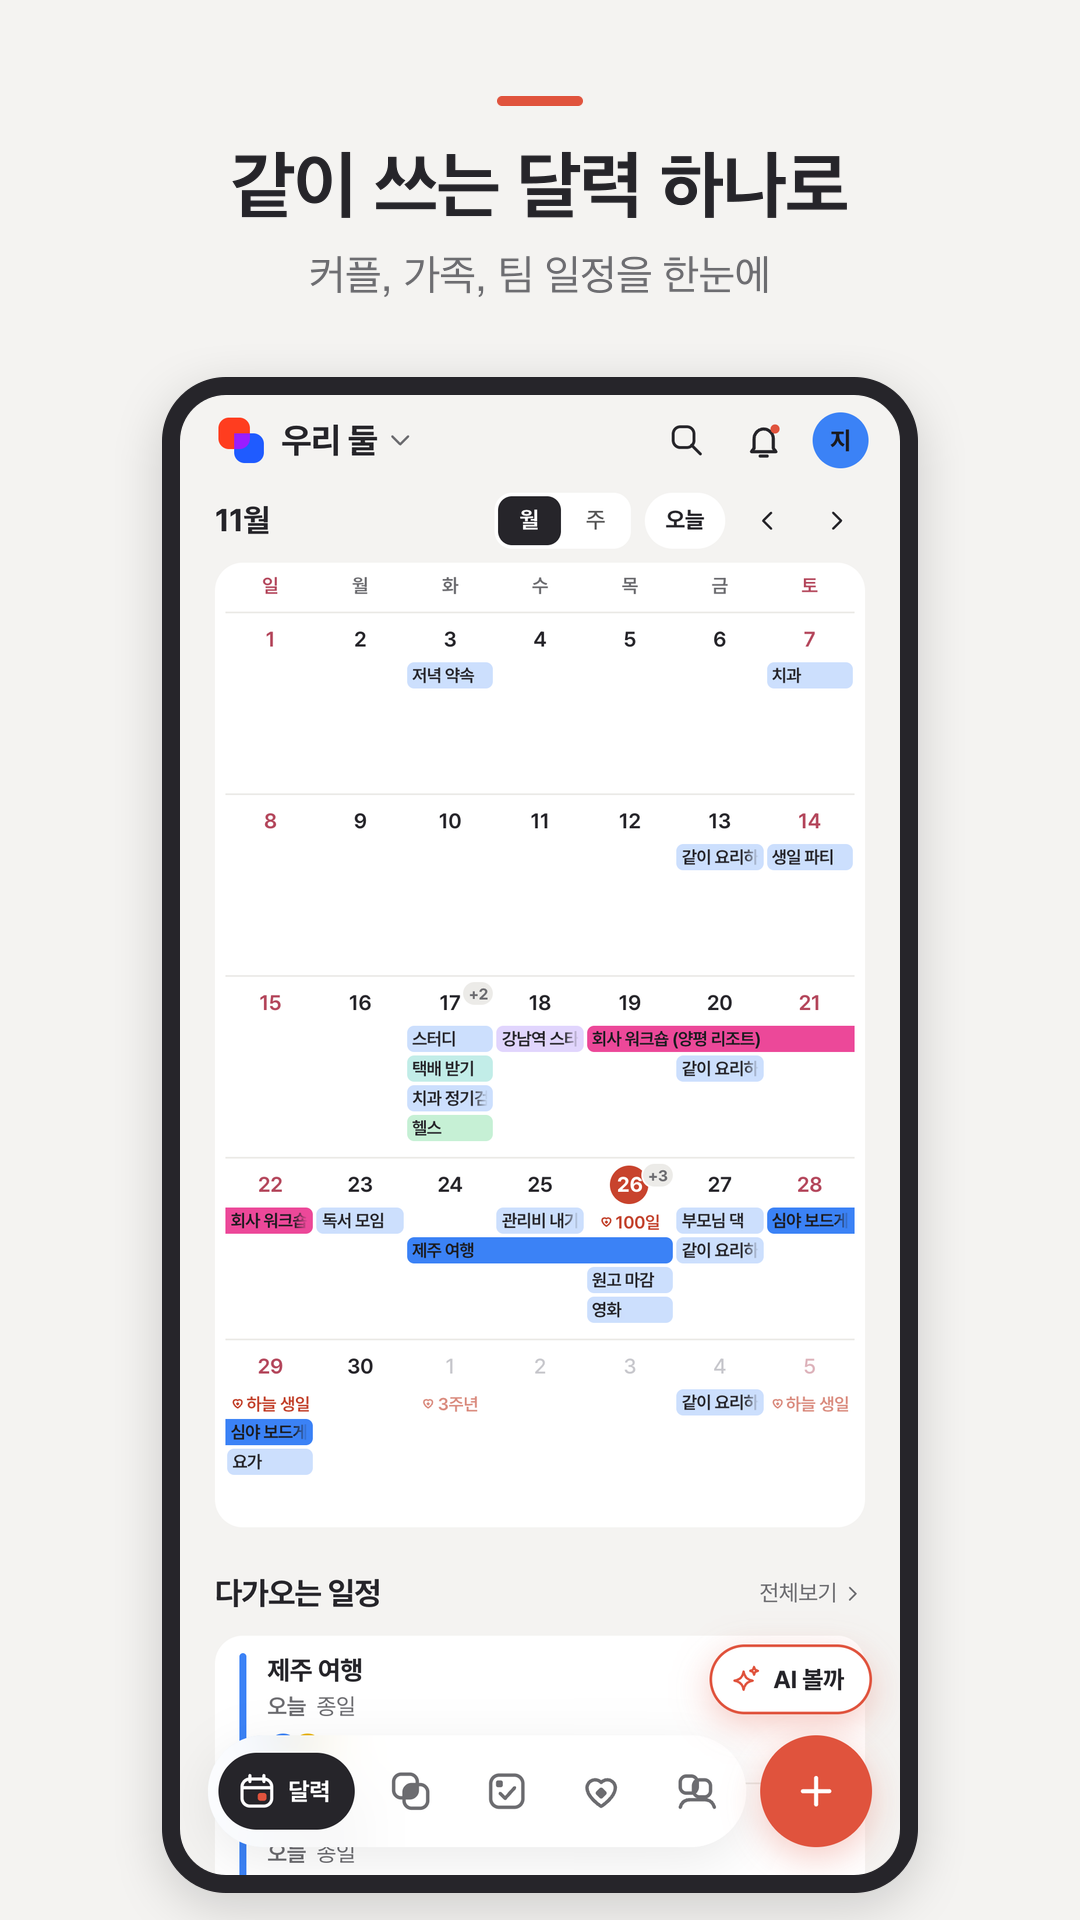 같이 쓰는 달력 하나로
커플, 가족, 팀 일정을 한눈에
우리 둘
지
11월
월 주 오늘
일 월 화 수 목 금 토
1 2 3 4 5 6 7
저녁 약속 치과
8 9 10 11 12 13 14
같이 요리하 생일 파티
15 16 17 +2 18 19 20 21
스터디 강남역 스터 회사 워크숍 (양평 리조트)
택배 받기 같이 요리하
치과 정기검
헬스
22 23 24 25 26 +3 27 28
회사 워크숍 독서 모임 관리비 내기 100일 부모님 댁 심야 보드게
제주 여행 같이 요리하
원고 마감
영화
29 30 1 2 3 4 5
하늘 생일 3주년 같이 요리하 하늘 생일
심야 보드게
요가
다가오는 일정 전체보기
제주 여행
오늘 종일
AI 볼까
달력
오늘 종일